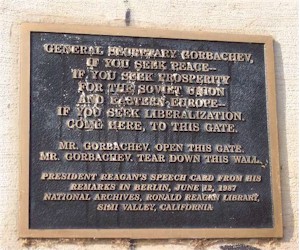 GENERAL SECRETARY GORBACHEV,
IF YOU SEEK PEACE--
IF YOU SEEK PROSPERITY
FOR THE SOVIET UNION
AND EASTERN EUROPE--
IF YOU SEEK LIBERALIZATION,
COME HERE, TO THIS GATE.
MR. GORBACHEV, OPEN THIS GATE.
MR. GORBACHEV, TEAR DOWN THIS WALL.
PRESIDENT REAGAN'S SPEECH CARD FROM HIS
REMARKS IN BERLIN, JUNE 12, 1987
NATIONAL ARCHIVES, RONALD REAGAN LIBRARY,
SIMI VALLEY, CALIFORNIA